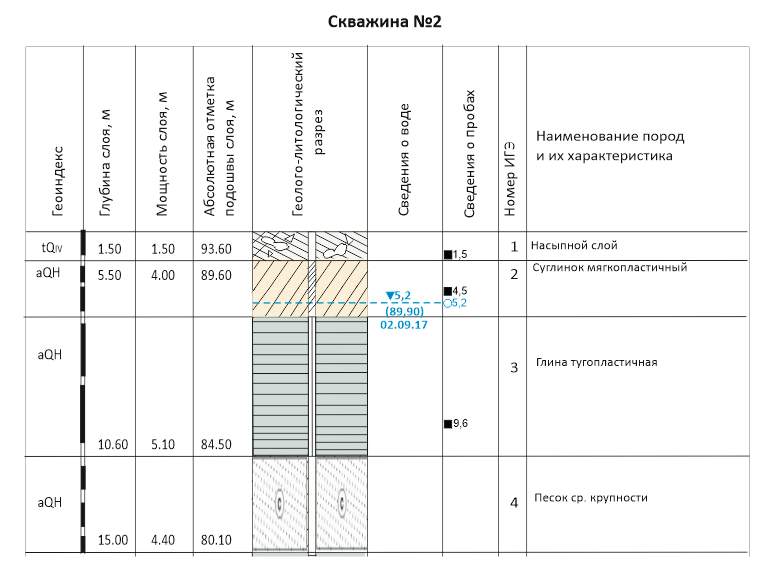 Скважина №2
Геоиндекс
Глубина слоя, м
Мощность слоя, м
Абсолютная отметка
подошвы слоя, м
Геолого-литологический
разрез
Сведения о воде
Сведения о пробах
Номер ИГЭ
Наименование пород
и их характеристика
tQIV 1.50 1.50 93.60 1,5 1 Насыпной слой
aQH 5.50 4.00 89.60 2 Суглинок мягкопластичный
5,2 4,5
5,2
(89,90)
02.09.17
aQH 3 Глина тугопластичная
9,6
10.60 5.10 84.50
aQH 4 Песок ср. крупности
15.00 4.40 80.10